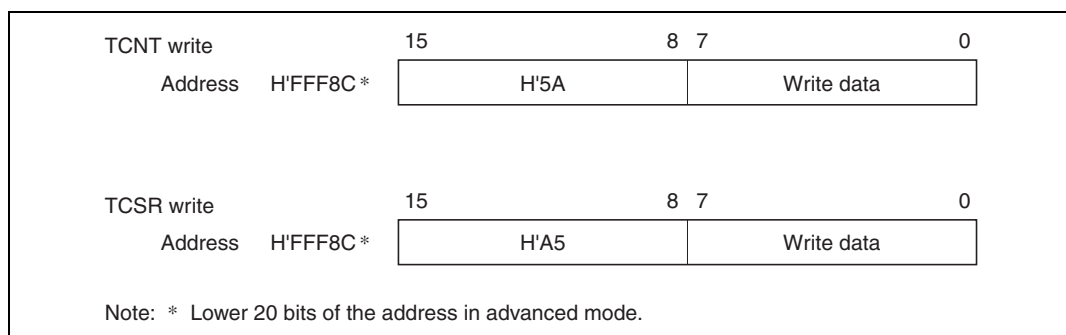 TCNT write 15 8 7 0
Address H'FFF8C* H'5A Write data
TCSR write 15 8 7 0
Address H'FFF8C* H'A5 Write data
Note: * Lower 20 bits of the address in advanced mode.